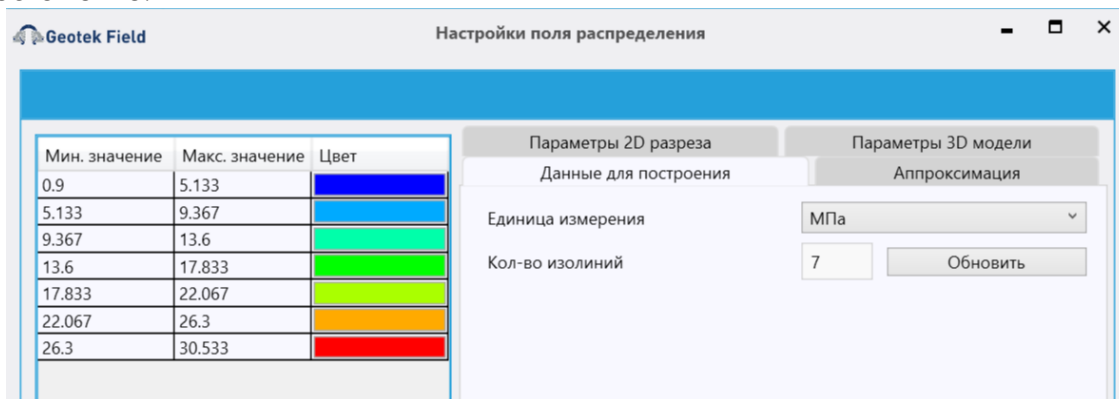 Geotek Field
Настройки поля распределения
Мин. значение Макс. значение Цвет
0.9 5.133
5.133 9.367
9.367 13.6
13.6 17.833
17.833 22.067
22.067 26.3
26.3 30.533
Параметры 2D разреза Параметры 3D модели
Данные для построения Аппроксимация
Единица измерения МПа
Кол-во изолиний 7 Обновить